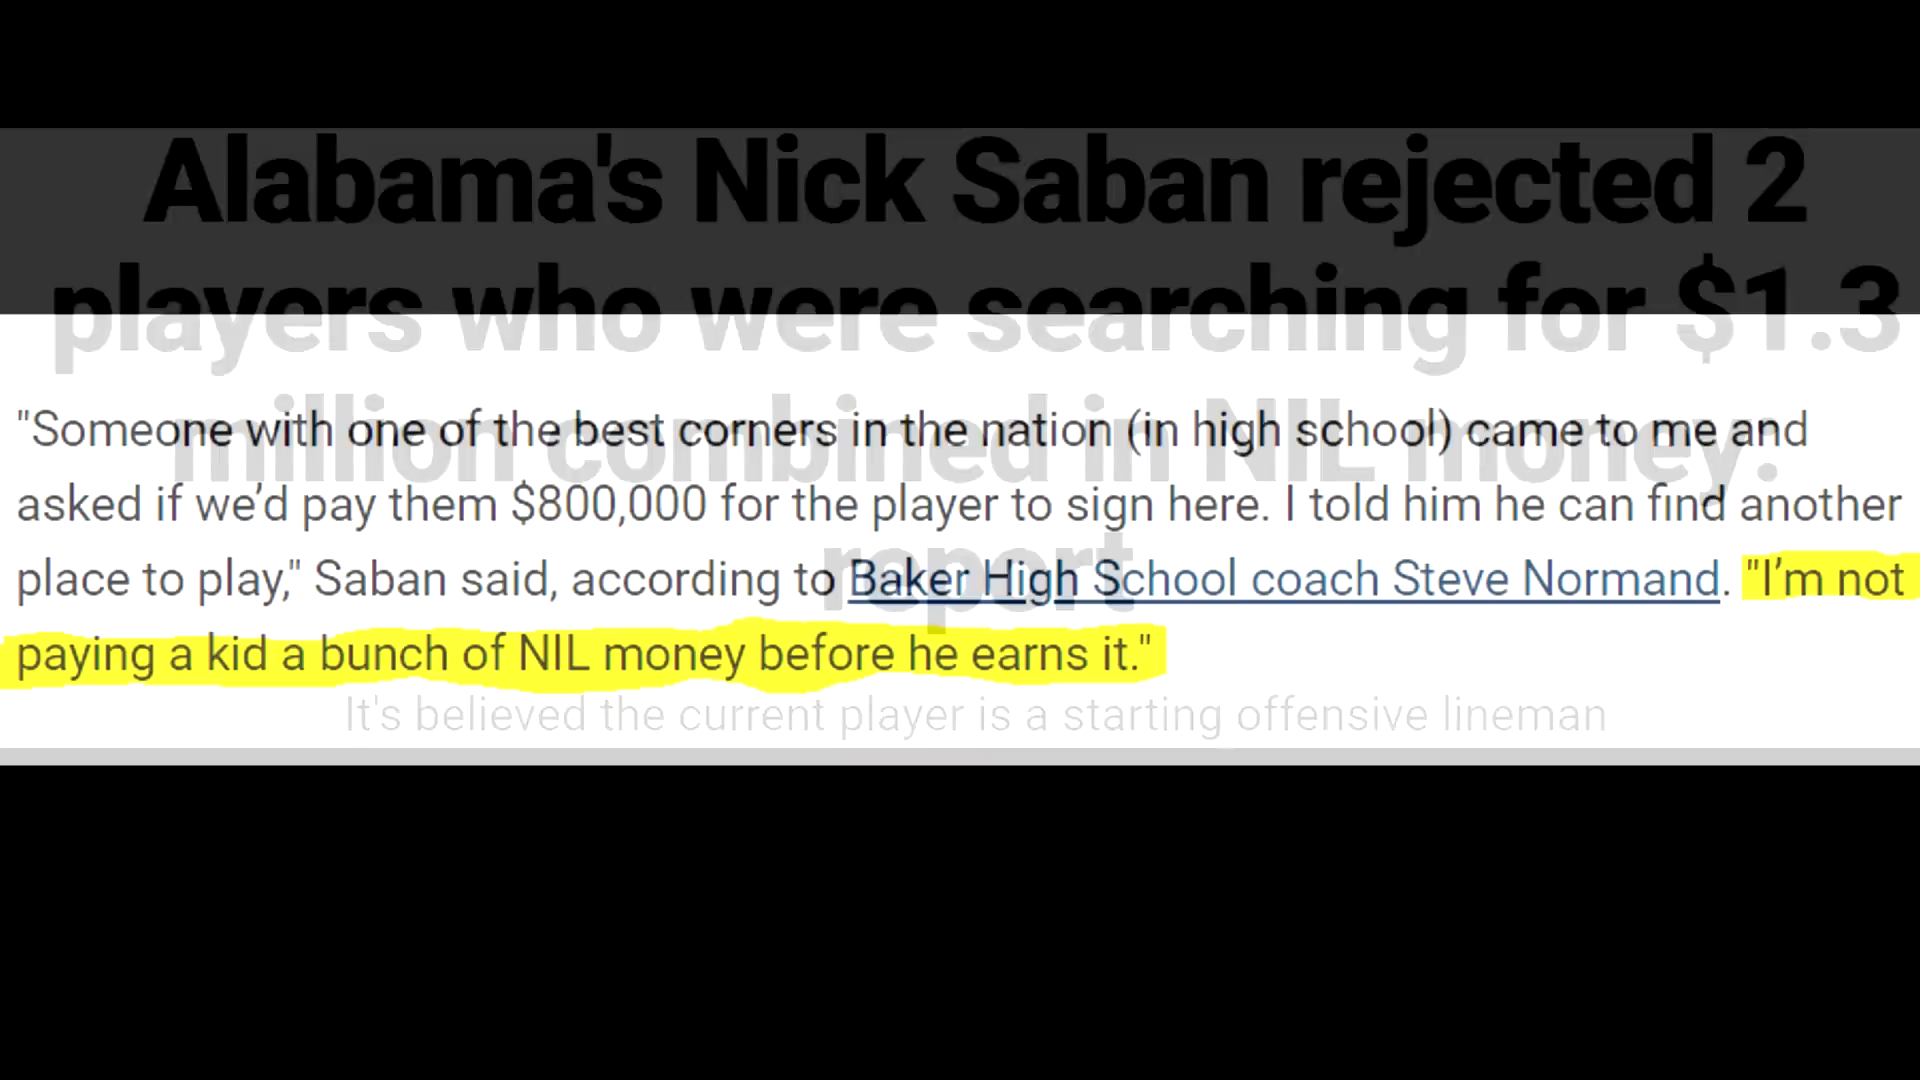 Alabama's Nick Saban rejected 2
players who were searching for $1.3
million combined in NIL money:
report
"Someone with one of the best corners in the nation (in high school) came to me and
asked if we’d pay them $800,000 for the player to sign here. I told him he can find another
place to play," Saban said, according to Baker High School coach Steve Normand. "I’m not
paying a kid a bunch of NIL money before he earns it."
It's believed the current player is a starting offensive lineman